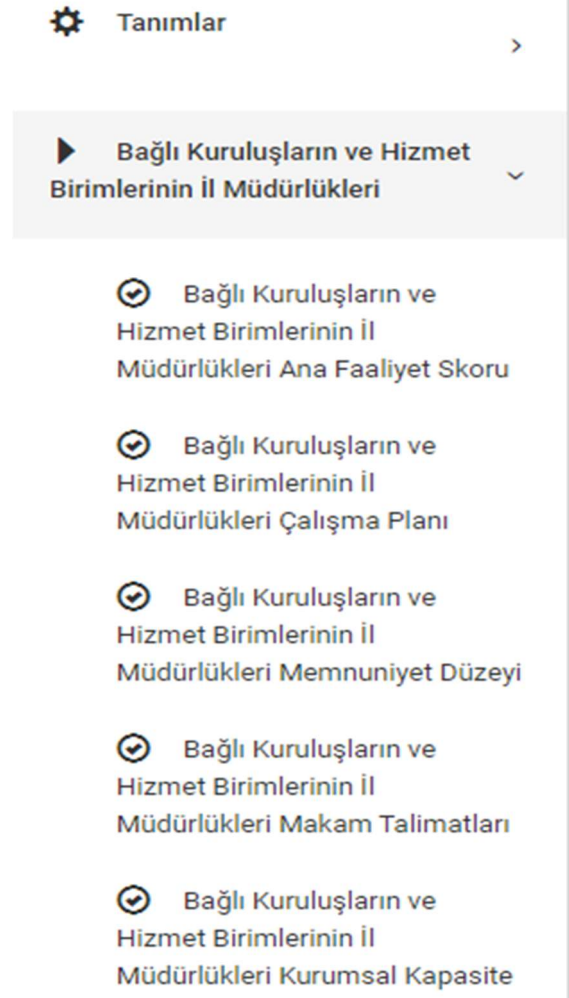 Tanımlar
Bağlı Kuruluşların ve Hizmet
Birimlerinin İl Müdürlükleri
Bağlı Kuruluşların ve
Hizmet Birimlerinin İl
Müdürlükleri Ana Faaliyet Skoru
Bağlı Kuruluşların ve
Hizmet Birimlerinin İl
Müdürlükleri Çalışma Planı
Bağlı Kuruluşların ve
Hizmet Birimlerinin İl
Müdürlükleri Memnuniyet Düzeyi
Bağlı Kuruluşların ve
Hizmet Birimlerinin İl
Müdürlükleri Makam Talimatları
Bağlı Kuruluşların ve
Hizmet Birimlerinin İl
Müdürlükleri Kurumsal Kapasite